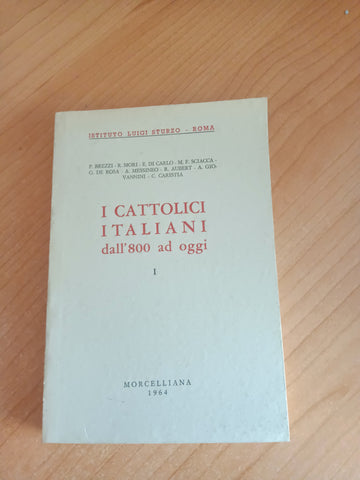 ISTITUTO LUIGI STURZO - ROMA
P. BREZZI - R. MORI - E. DI CARLO - M. F. SCIACCA -
G. DE ROSA - A. MESSINEO - R. AUBERT - A. GIO-
VANNINI - C. CARISTIA
I CATTOLICI
ITALIANI
dall'800 ad oggi
I
MORCELLIANA
1964